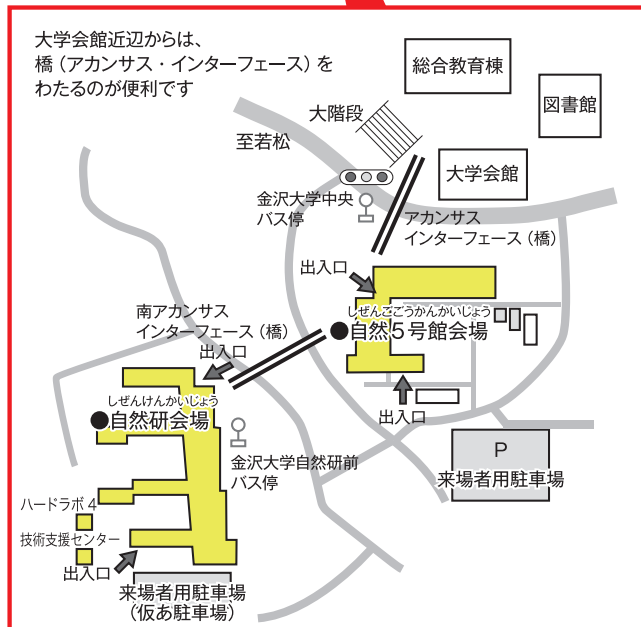 大学会館近辺からは、
橋（アカンサス・インターフェース）を
わたるのが便利です
総合教育棟
図書館
大階段
至若松
大学会館
金沢大学中央
バス停
アカンサス
インターフェース（橋）
出入口
しぜんごごうかんかいじょう
自然５号館会場
南アカンサス
インターフェース（橋）
出入口
しぜんけんかいじょう
自然研会場
出入口
金沢大学自然研前
バス停
P
来場者用駐車場
ハードラボ４
技術支援センター
出入口
来場者用駐車場
（仮あ駐車場）